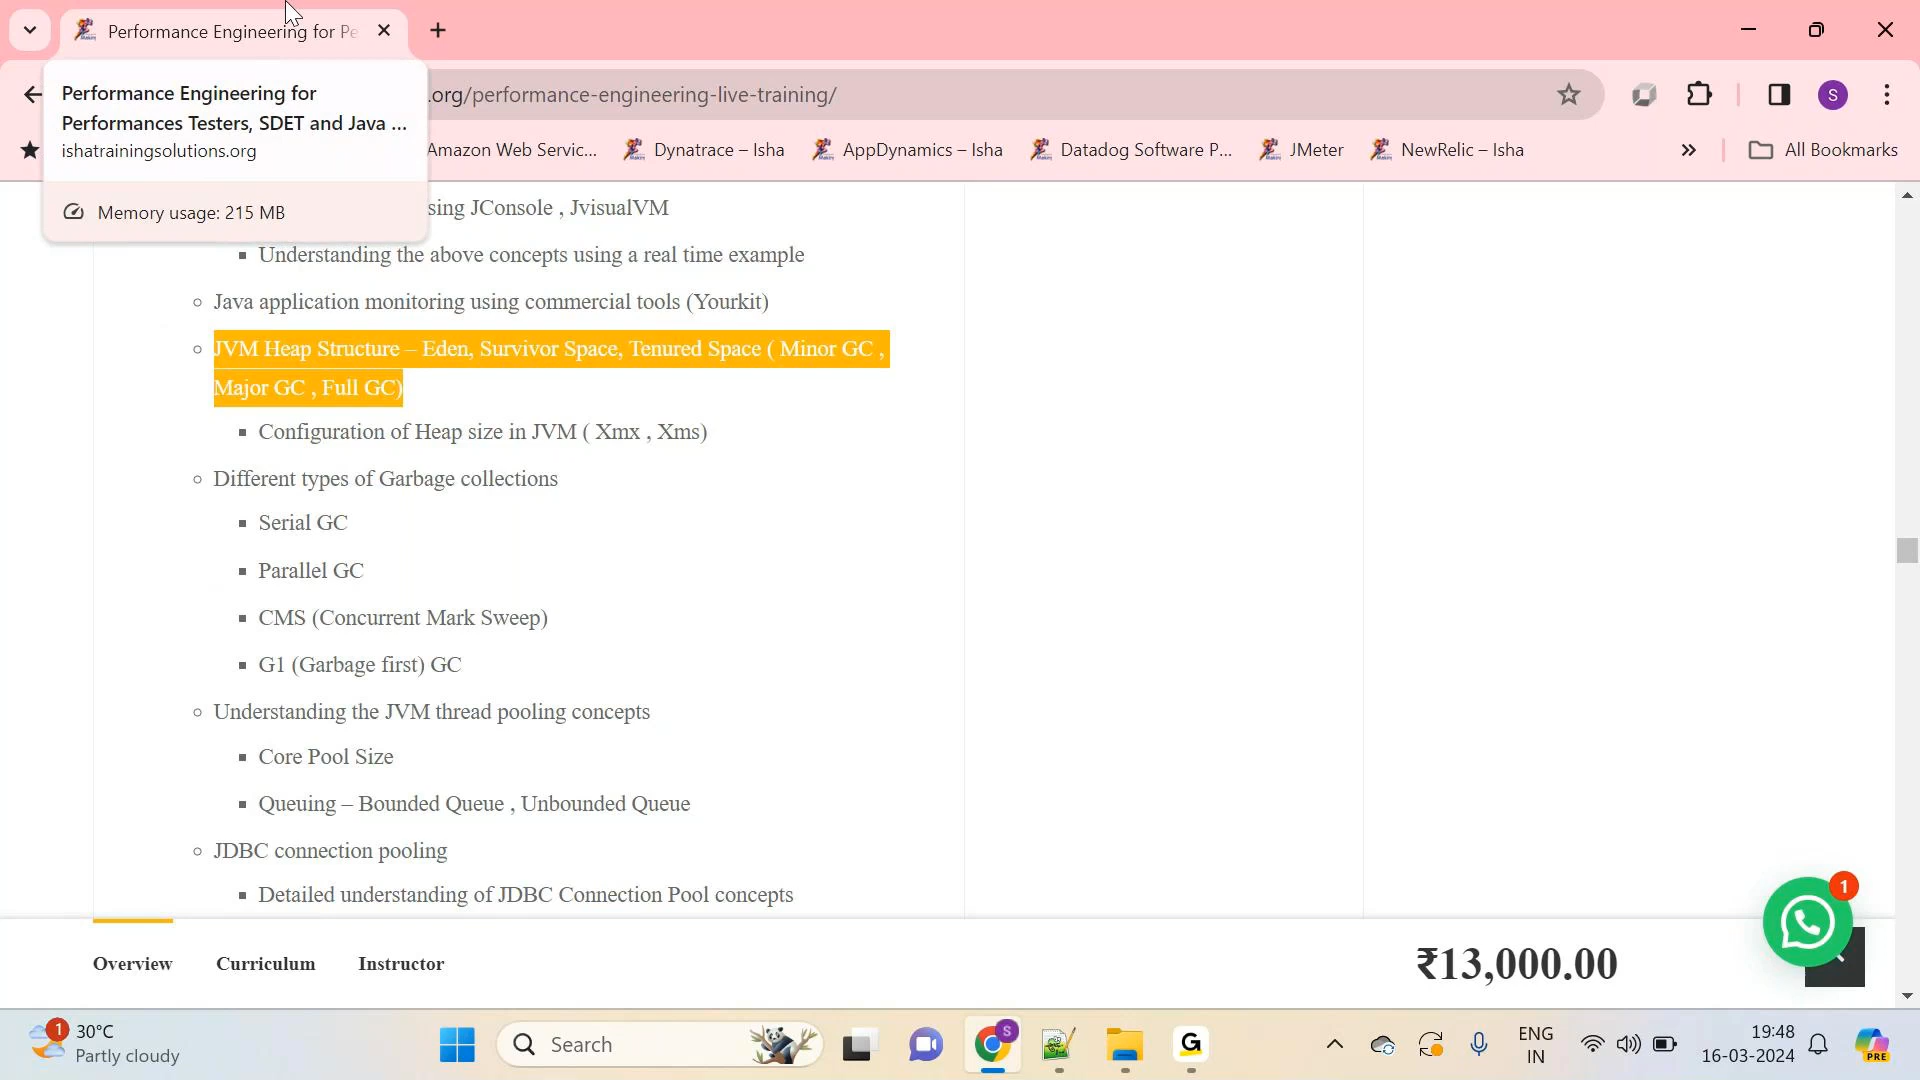 Performance Engineering for Pe
Performance Engineering for
Performances Testers, SDET and Java ...
ishatrainingsolutions.org
Memory usage: 215 MB
.org/performance-engineering-live-training/
S
Amazon Web Servic...
Dynatrace – Isha
AppDynamics – Isha
Datadog Software P...
JMeter
NewRelic – Isha
All Bookmarks
sing JConsole , JvisualVM
Understanding the above concepts using a real time example
Java application monitoring using commercial tools (Yourkit)
JVM Heap Structure – Eden, Survivor Space, Tenured Space ( Minor GC ,
Major GC , Full GC)
Configuration of Heap size in JVM ( Xmx , Xms)
Different types of Garbage collections
Serial GC
Parallel GC
CMS (Concurrent Mark Sweep)
G1 (Garbage first) GC
Understanding the JVM thread pooling concepts
Core Pool Size
Queuing – Bounded Queue , Unbounded Queue
JDBC connection pooling
Detailed understanding of JDBC Connection Pool concepts
1
Overview
Curriculum
Instructor
₹13,000.00
1
30°C
Partly cloudy
Search
S
G
ENG
IN
19:48
16-03-2024
PRE